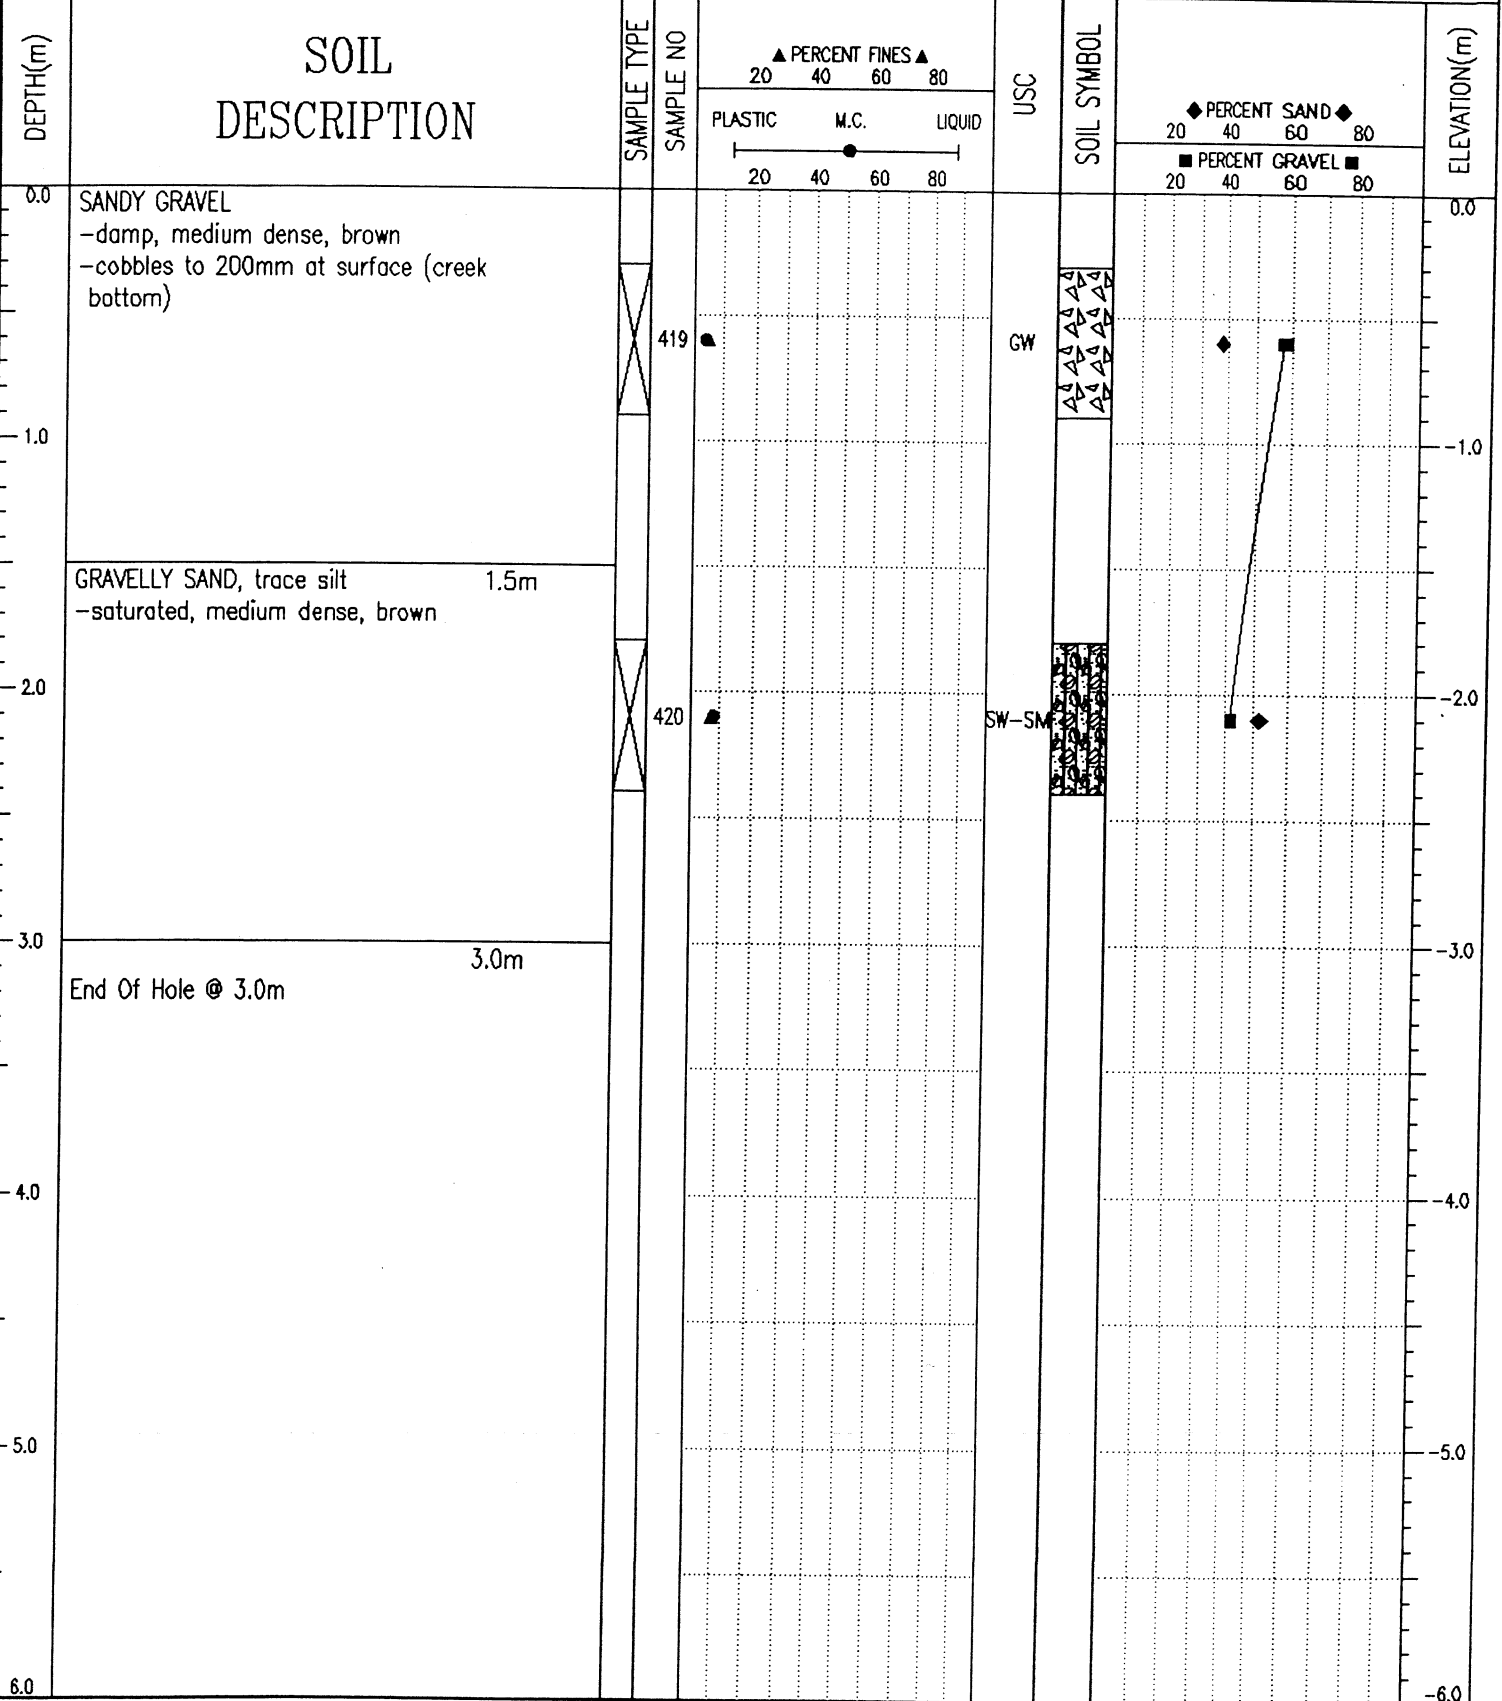 DEPTH(m)
SOIL
DESCRIPTION
SAMPLE TYPE
SAMPLE NO
▲ PERCENT FINES ▲
20 40 60 80
PLASTIC M.C. LIQUID
20 40 60 80
USC
SOIL SYMBOL
◆ PERCENT SAND ◆
20 40 60 80
■ PERCENT GRAVEL ■
20 40 60 80
ELEVATION(m)
0.0
SANDY GRAVEL
-damp, medium dense, brown
-cobbles to 200mm at surface (creek
bottom)
0.0
419
GW
1.0
-1.0
GRAVELLY SAND, trace silt 1.5m
-saturated, medium dense, brown
2.0
-2.0
420
SW-SM
3.0
-3.0
3.0m
End Of Hole @ 3.0m
4.0
-4.0
5.0
-5.0
6.0
-6.0